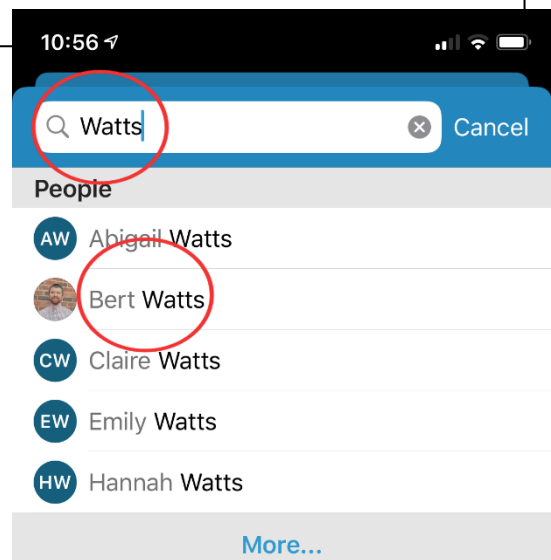 10:56
Watts
Cancel
People
AW Abigail Watts
Bert Watts
CW Claire Watts
EW Emily Watts
HW Hannah Watts
More...